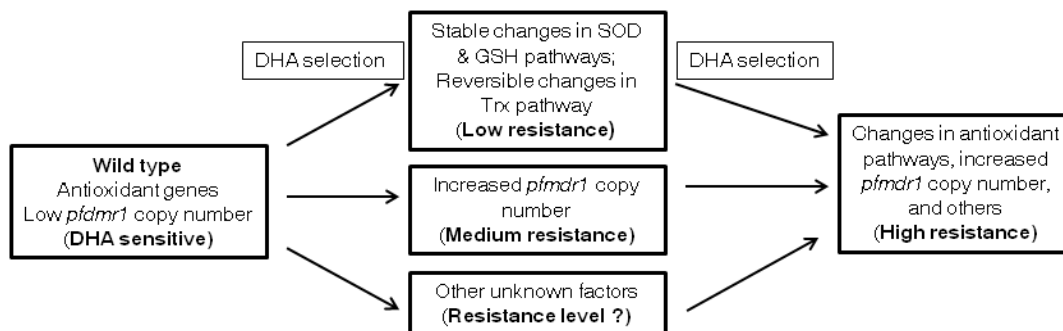 Wild type
Antioxidant genes
Low pfdmr1 copy number
(DHA sensitive)
DHA selection
Stable changes in SOD
& GSH pathways;
Reversible changes in
Trx pathway
(Low resistance)
Increased pfmdr1 copy
number
(Medium resistance)
Other unknown factors
(Resistance level ?)
DHA selection
Changes in antioxidant
pathways, increased
pfmdr1 copy number,
and others
(High resistance)